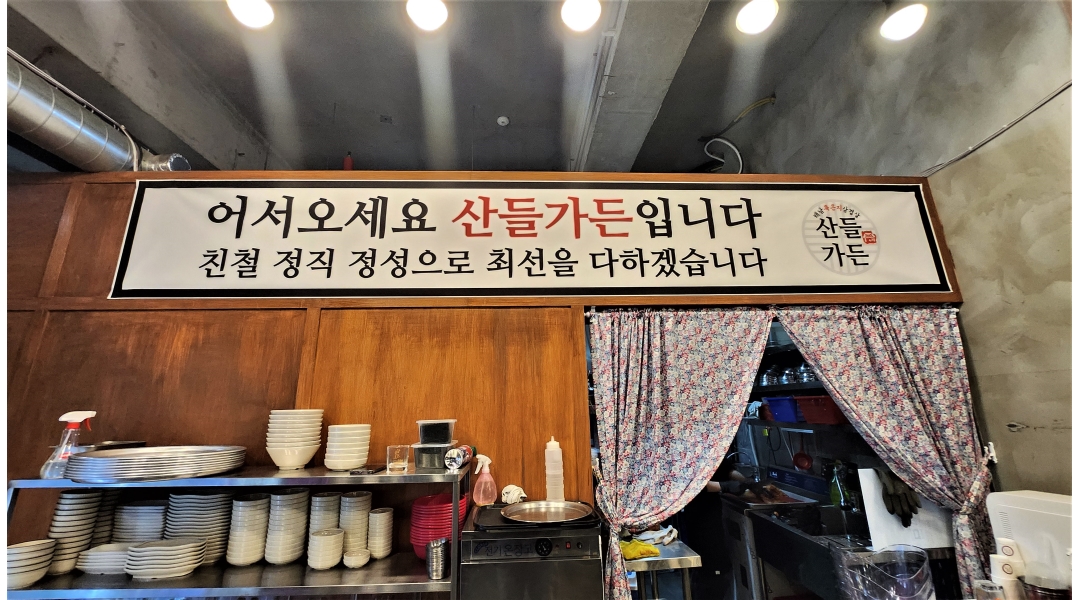 어서오세요 산들가든입니다
친철 정직 정성으로 최선을 다하겠습니다
산들
가든